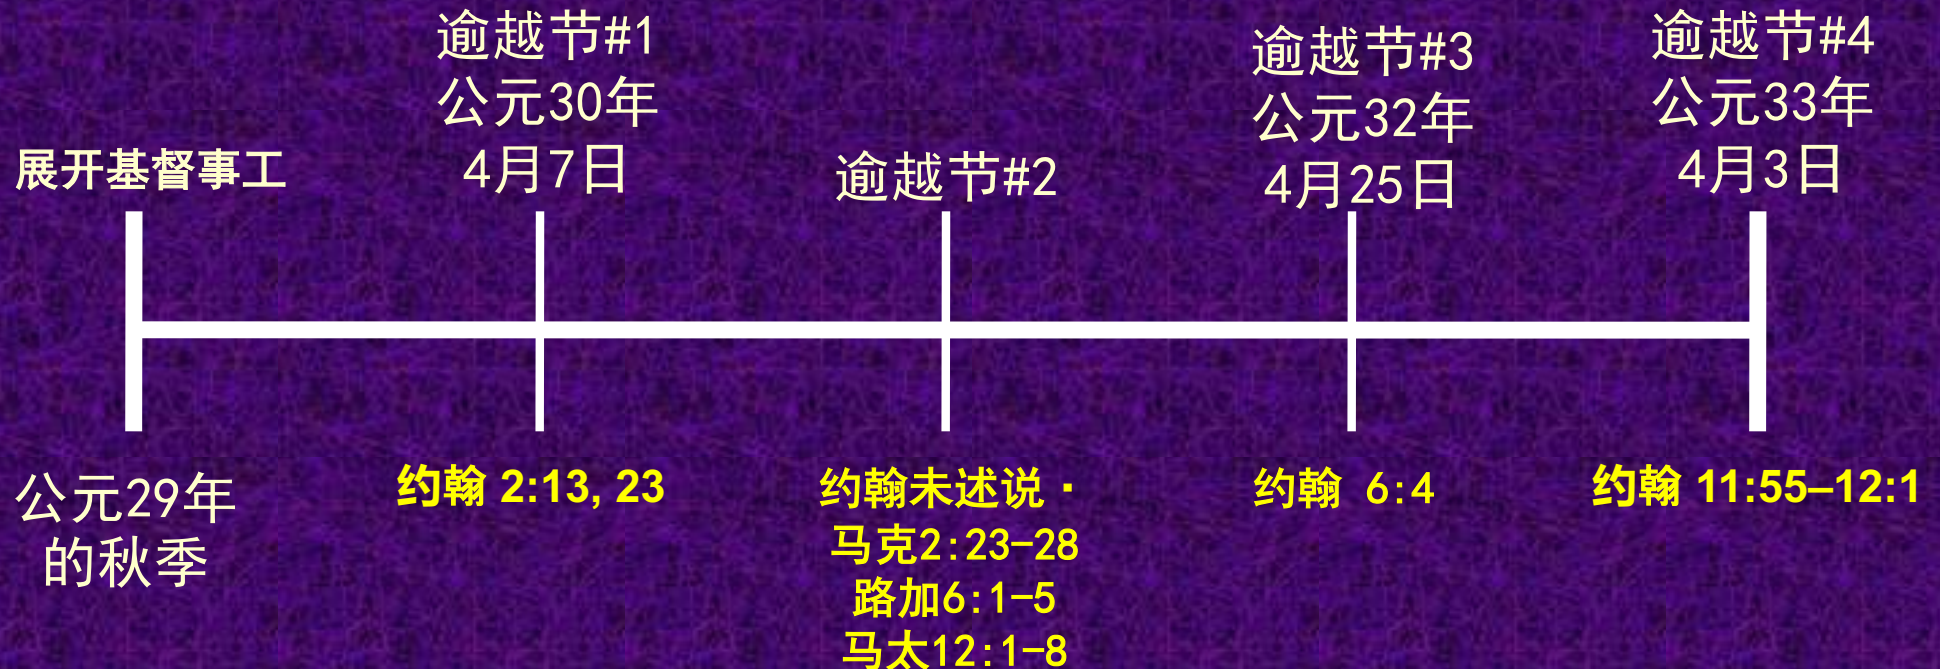 展开基督事工
逾越节#1
公元30年
4月7日
逾越节#2
逾越节#3
公元32年
4月25日
逾越节#4
公元33年
4月3日
公元29年
的秋季
约翰 2:13, 23
约翰未述说·
马克2:23-28
路加6:1-5
马太12:1-8
约翰 6:4
约翰 11:55–12:1